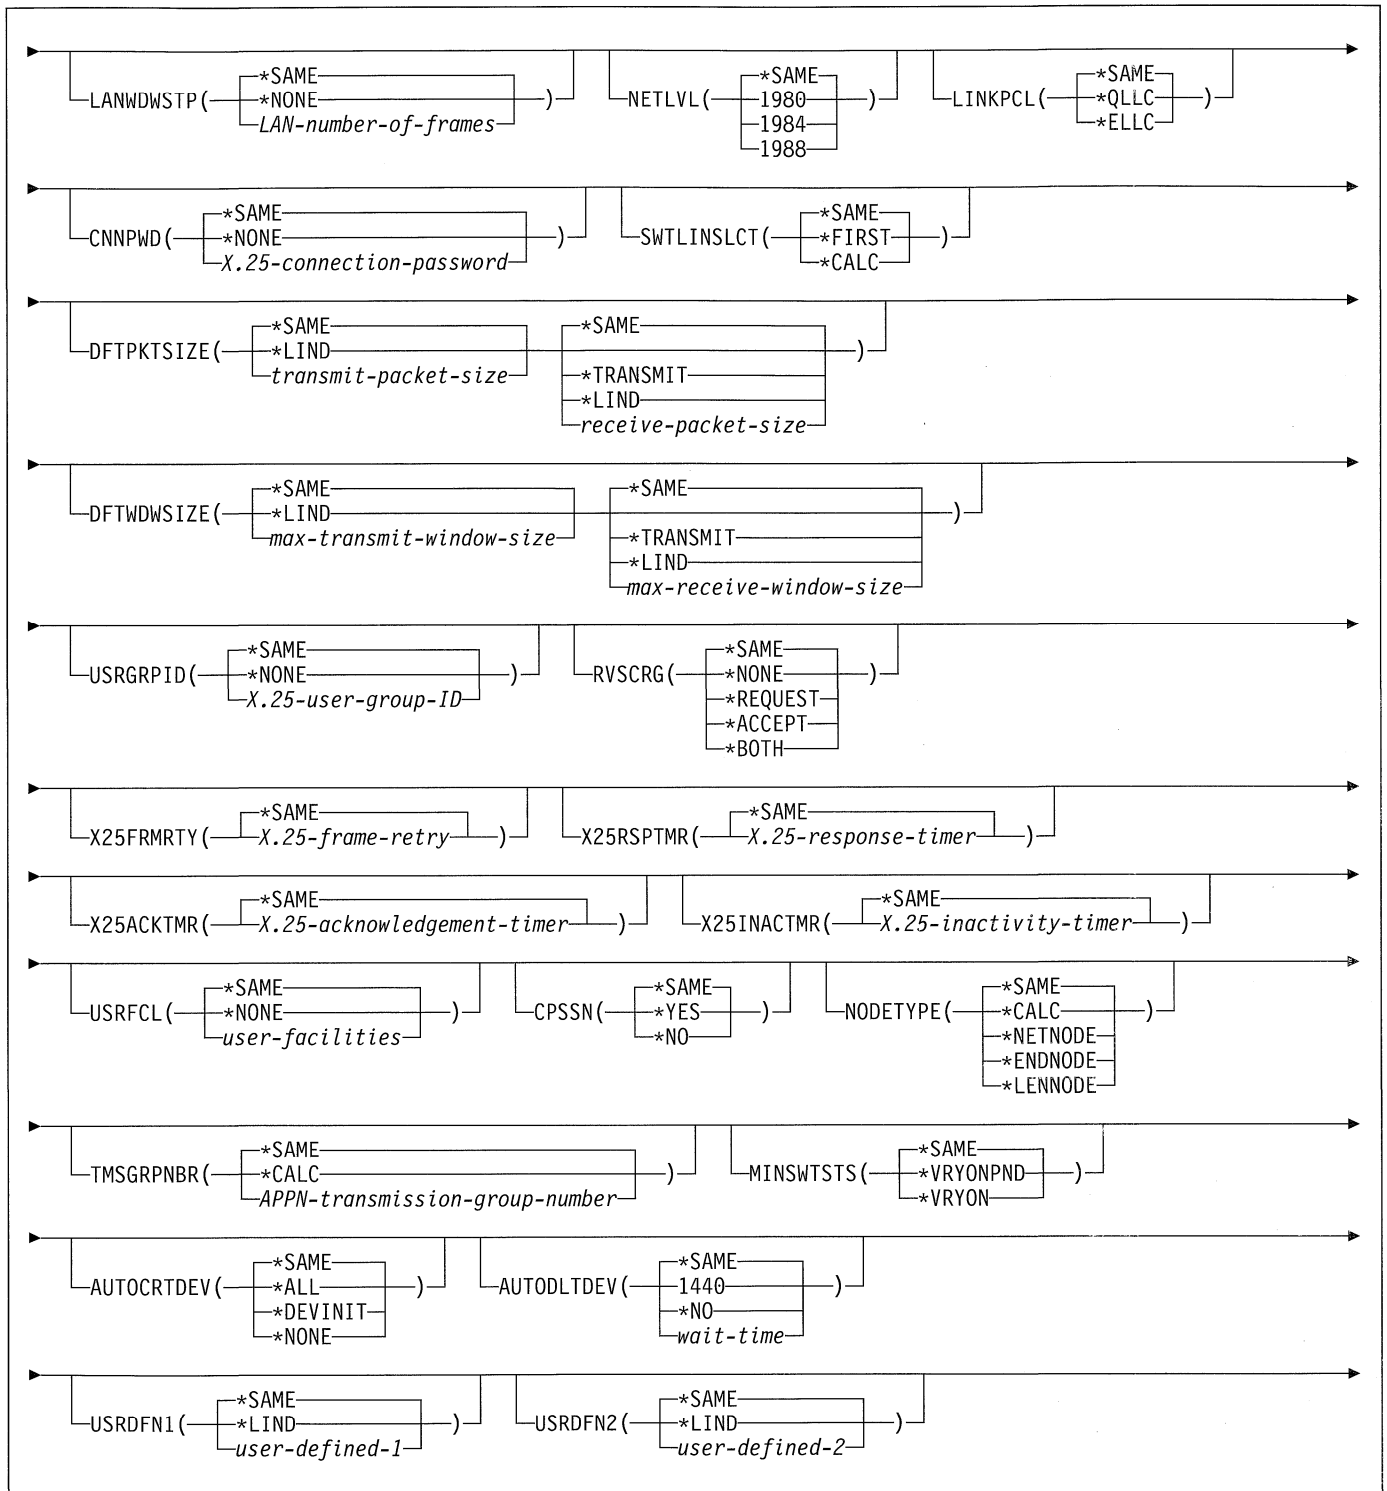 LANWDWSTP( *SAME *NONE LAN-number-of-frames ) NETLVL( *SAME 1980 1984 1988 ) LINKPCL( *SAME *QLLC *ELLC )
CNNPWD( *SAME *NONE X.25-connection-password ) SWTLINSLCT( *SAME *FIRST *CALC )
DFTPKTSIZE( *SAME *LIND transmit-packet-size *SAME *TRANSMIT *LIND receive-packet-size )
DFTWDWSIZE( *SAME *LIND max-transmit-window-size *SAME *TRANSMIT *LIND max-receive-window-size )
USRGRPID( *SAME *NONE X.25-user-group-ID ) RVSCRG( *SAME *NONE *REQUEST *ACCEPT *BOTH )
X25FRMRTY( *SAME X.25-frame-retry ) X25RSPTMR( *SAME X.25-response-timer )
X25ACKTMR( *SAME X.25-acknowledgement-timer ) X25INACTMR( *SAME X.25-inactivity-timer )
USRFCL( *SAME *NONE user-facilities ) CPSSN( *SAME *YES *NO ) NODETYPE( *SAME *CALC *NETNODE *ENDNODE *LENNODE )
TMSGRPNBR( *SAME *CALC APPN-transmission-group-number ) MINSWTSTS( *SAME *VRYONPND *VRYON )
AUTOCRTDEV( *SAME *ALL *DEVINIT *NONE ) AUTODLTDEV( *SAME 1440 *NO wait-time )
USRDFN1( *SAME *LIND user-defined-1 ) USRDFN2( *SAME *LIND user-defined-2 )